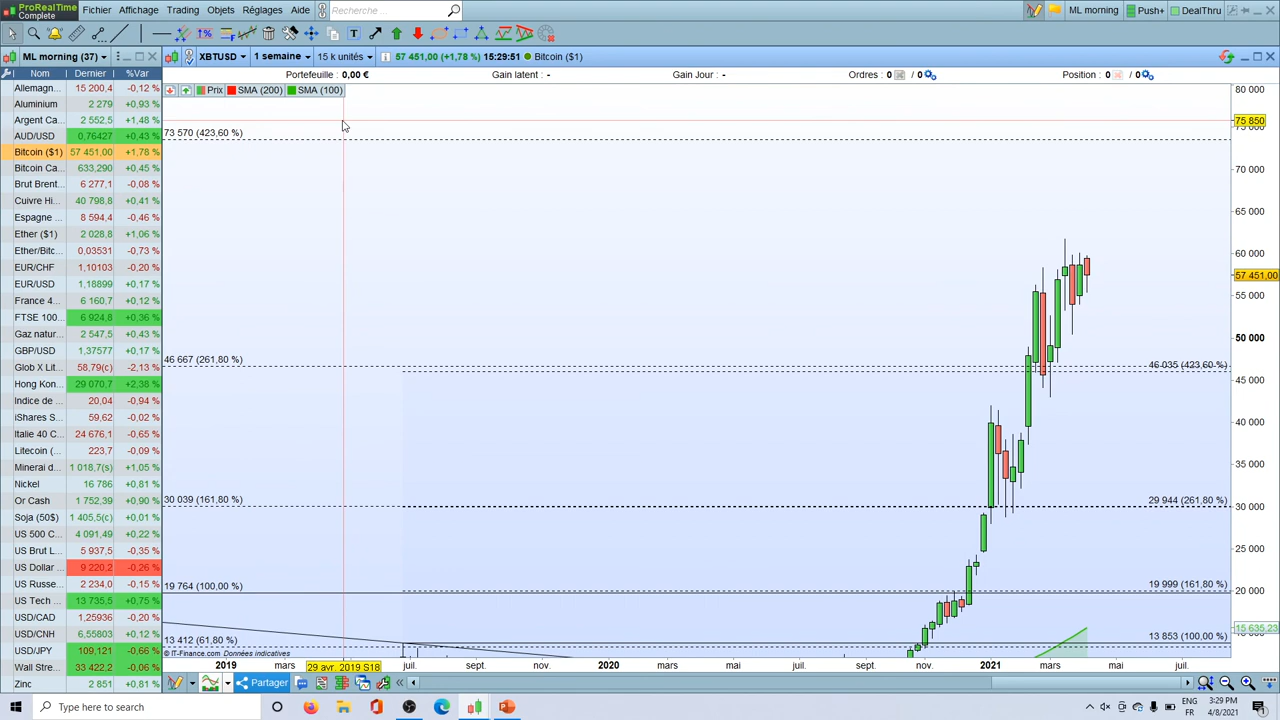 ProRealTime
Complete
Fichier Affichage Trading Objets Réglages Aide Recherche ML morning Push+ DealThru
ML morning (37) XBTUSD 1 semaine 15 k unités 57 451,00 (+1,78 %) 15:29:51 Bitcoin ($1)
Nom Dernier %Var
Portefeuille : 0,00 € Gain latent : - Gain Jour : - Ordres : 0 / 0 Position : 0 / 0
Prix SMA (200) SMA (100)
Allemagn... 15 200,4 -0,12 %
Aluminium 2 279 +0,93 %
Argent Ca... 2 552,5 +1,48 %
AUD/USD 0,76427 +0,43 %
Bitcoin ($1) 57 451,00 +1,78 %
Bitcoin Ca... 633,290 +0,45 %
Brut Brent... 6 277,1 -0,08 %
Cuivre Hi... 40 798,8 +0,41 %
Espagne ... 8 594,4 -0,46 %
Ether ($1) 2 028,8 +1,06 %
Ether/Bitc... 0,03531 -0,73 %
EUR/CHF 1,10103 -0,20 %
EUR/USD 1,18899 +0,17 %
France 4... 6 160,7 +0,12 %
FTSE 100... 6 924,8 +0,36 %
Gaz natur... 2 547,5 +0,43 %
GBP/USD 1,37577 +0,17 %
Glob X Lit... 58,79(c) -2,13 %
Hong Kon... 29 070,7 +2,38 %
Indice de ... 20,04 -0,94 %
iShares S... 59,62 -0,02 %
Italie 40 C... 24 676,1 -0,65 %
Litecoin (... 223,7 -0,09 %
Minerai d... 1 018,7(s) +1,05 %
Nickel 16 786 +0,81 %
Or Cash 1 752,39 +0,90 %
Soja (50$) 1 405,5(c) +0,01 %
US 500 C... 4 091,49 +0,22 %
US Brut L... 5 937,5 -0,35 %
US Dollar ... 9 220,2 -0,26 %
US Russe... 2 234,0 -0,15 %
US Tech ... 13 735,5 +0,75 %
USD/CAD 1,25936 -0,20 %
USD/CNH 6,55803 +0,12 %
USD/JPY 109,121 -0,66 %
Wall Stre... 33 422,2 -0,06 %
Zinc 2 851 +0,81 %
73 570 (423,60 %)
46 667 (261,80 %)
46 035 (423,60 %)
30 039 (161,80 %)
29 944 (261,80 %)
19 764 (100,00 %)
19 999 (161,80 %)
13 412 (61,80 %)
13 853 (100,00 %)
© IT-Finance.com Données indicatives
80 000
75 850
70 000
65 000
60 000
57 451,00
55 000
50 000
45 000
40 000
35 000
30 000
25 000
20 000
15 635,23
2019 mars 29 avr. 2019 S18 juil. sept. nov. 2020 mars mai juil. sept. nov. 2021 mars mai juil.
Partager
Type here to search
ENG
FR
3:29 PM
4/8/2021